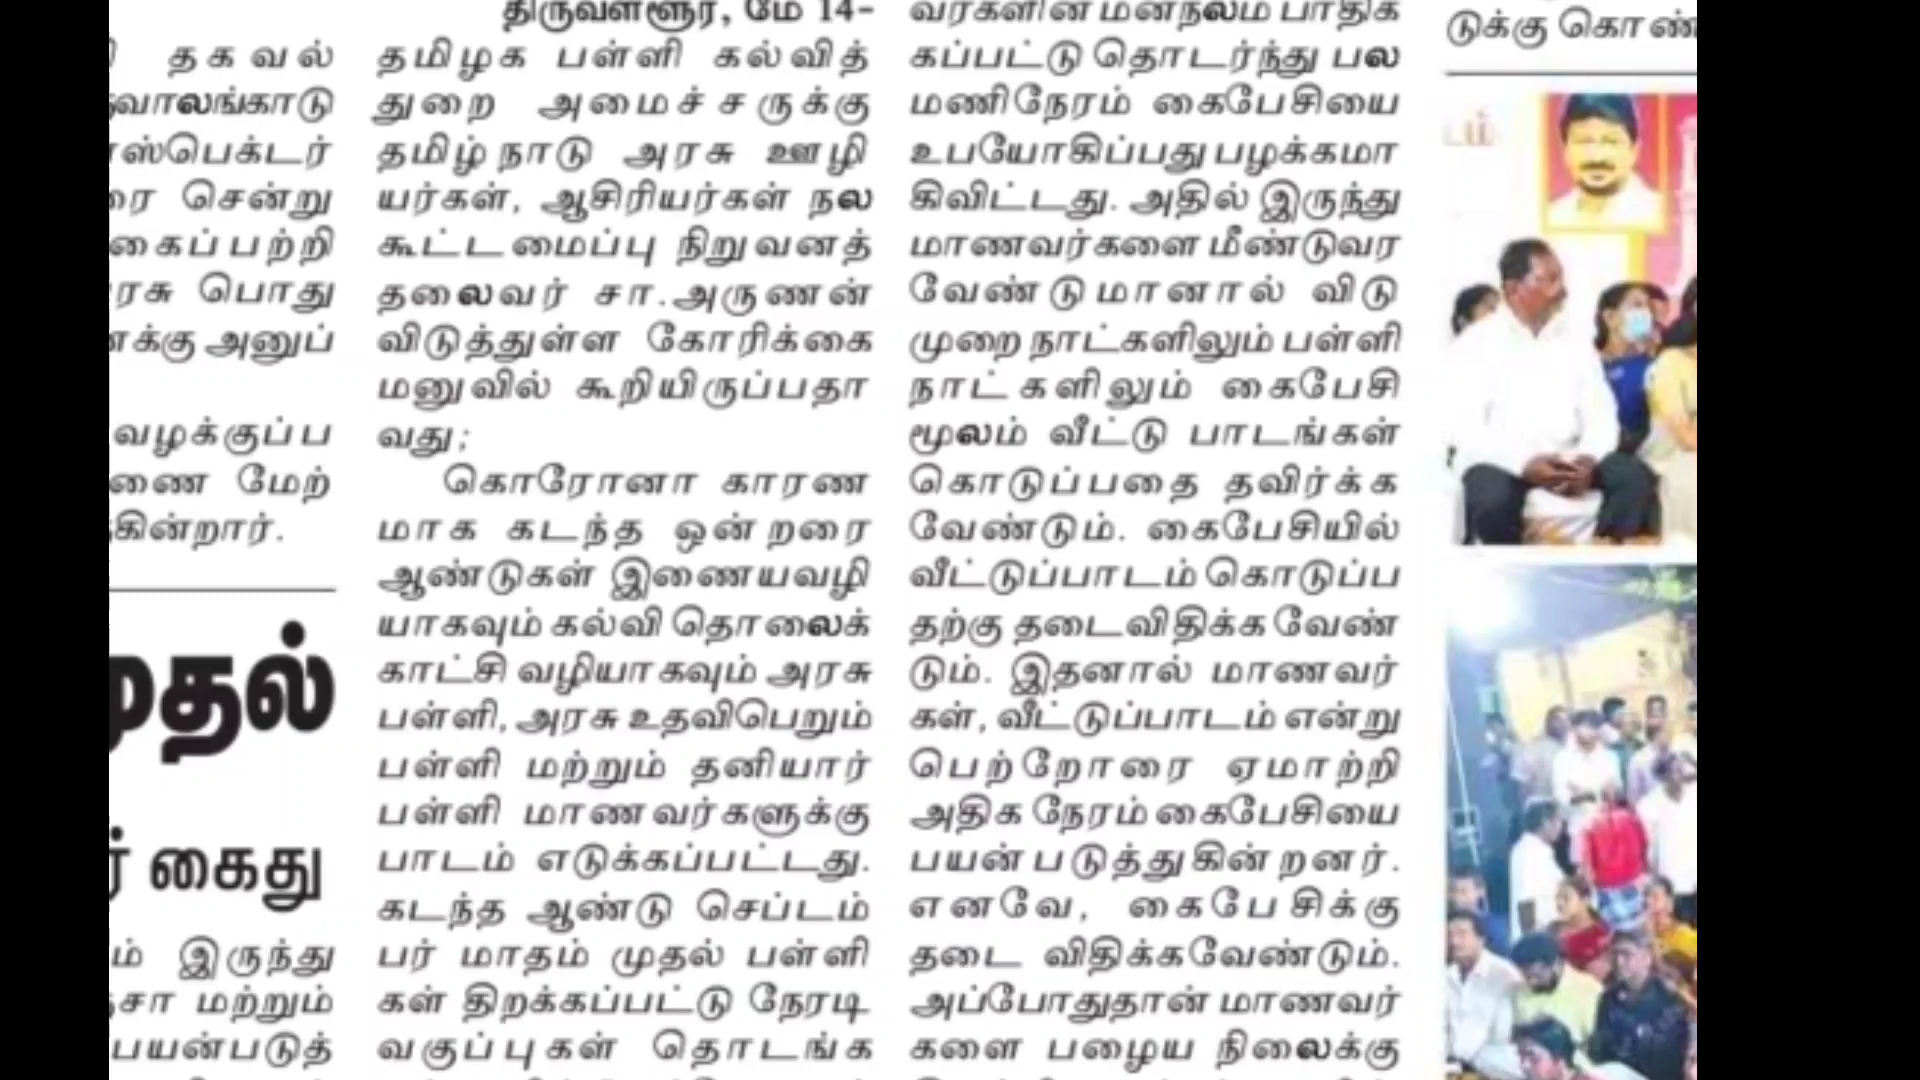 தகவல்
சென்று
பற்றி
பொது
அனுப்
மேற்
முதல்
கைது
இருந்து
மற்றும்
திருவள்ளூர், மே 14-
தமிழக பள்ளி கல்வித்
துறை அமைச்சருக்கு
தமிழ்நாடு அரசு ஊழி
யர்கள், ஆசிரியர்கள் நல
கூட்டமைப்பு நிறுவனத்
தலைவர் சா.அருணன்
விடுத்துள்ள கோரிக்கை
மனுவில் கூறியிருப்பதா
வது;
கொரோனா காரண
மாக கடந்த ஒன்றரை
ஆண்டுகள் இணையவழி
யாகவும் கல்வி தொலைக்
காட்சி வழியாகவும் அரசு
பள்ளி, அரசு உதவிபெறும்
பள்ளி மற்றும் தனியார்
பள்ளி மாணவர்களுக்கு
பாடம் எடுக்கப்பட்டது.
கடந்த ஆண்டு செப்டம்
பர் மாதம் முதல் பள்ளி
கள் திறக்கப்பட்டு நேரடி
வகுப்புகள் தொடங்க
வர்களின் மனநலம் பாதிக்
கப்பட்டு தொடர்ந்து பல
மணிநேரம் கைபேசியை
உபயோகிப்பது பழக்கமா
கிவிட்டது. அதில் இருந்து
மாணவர்களை மீண்டுவர
வேண்டுமானால் விடு
முறை நாட்களிலும் பள்ளி
நாட்களிலும் கைபேசி
மூலம் வீட்டு பாடங்கள்
கொடுப்பதை தவிர்க்க
வேண்டும். கைபேசியில்
வீட்டுப்பாடம் கொடுப்ப
தற்கு தடைவிதிக்க வேண்
டும். இதனால் மாணவர்
கள், வீட்டுப்பாடம் என்று
பெற்றோரை ஏமாற்றி
அதிக நேரம் கைபேசியை
பயன்படுத்துகின்றனர்.
எனவே, கைபேசிக்கு
தடை விதிக்கவேண்டும்.
அப்போதுதான் மாணவர்
களை பழைய நிலைக்கு
டுக்கு கொண்